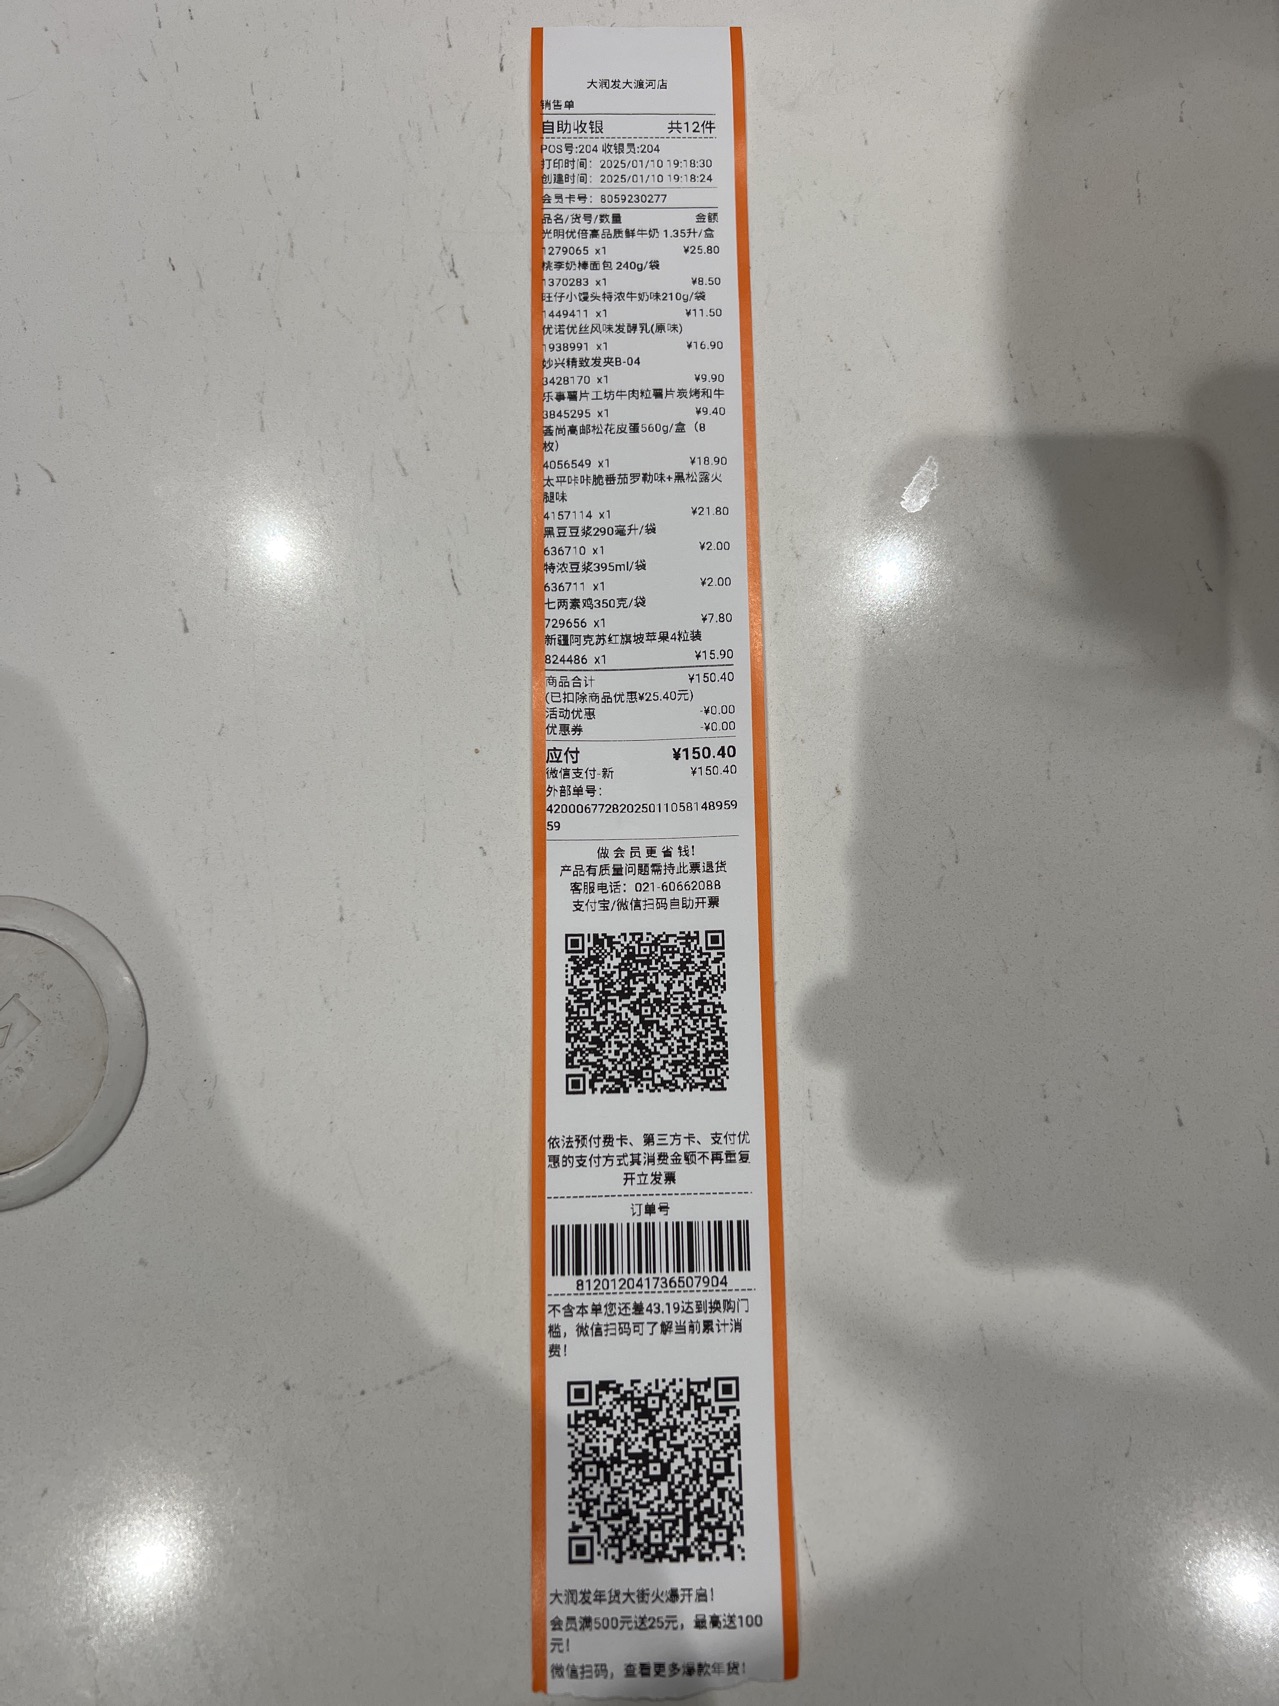 大润发大渡河店
销售单
自助收银 共12件
POS号:204 收银员:204
打印时间: 2025/01/10 19:18:30
创建时间: 2025/01/10 19:18:24
会员卡号: 8059230277
品名/货号/数量 金额
光明优倍高品质鲜牛奶 1.35升/盒
1279065 x1 ¥25.80
桃李奶棒面包 240g/袋
1370283 x1 ¥8.50
旺仔小馒头特浓牛奶味210g/袋
1449411 x1 ¥11.50
优诺优丝风味发酵乳(原味)
1938991 x1 ¥16.90
妙兴精致发夹B-04
3428170 x1 ¥9.90
乐事薯片工坊牛肉粒薯片炭烤和牛
3845295 x1 ¥9.40
荟尚高邮松花皮蛋560g/盒（8
枚）
4056549 x1 ¥18.90
太平咔咔脆番茄罗勒味+黑松露火
腿味
4157114 x1 ¥21.80
黑豆豆浆290毫升/袋
636710 x1 ¥2.00
特浓豆浆395ml/袋
636711 x1 ¥2.00
七两素鸡350克/袋
729656 x1 ¥7.80
新疆阿克苏红旗坡苹果4粒装
824486 x1 ¥15.90
商品合计 ¥150.40
(已扣除商品优惠¥25.40元)
活动优惠 -¥0.00
优惠券 -¥0.00
应付 ¥150.40
微信支付-新 ¥150.40
外部单号:
42000677282025011058148959
59
做会员更省钱!
产品有质量问题需持此票退货
客服电话: 021-60662088
支付宝/微信扫码自助开票
依法预付费卡、第三方卡、支付优
惠的支付方式其消费金额不再重复
开立发票
订单号
812012041736507904
不含本单您还差43.19达到换购门
槛，微信扫码可了解当前累计消
费!
大润发年货大街火爆开启!
会员满500元送25元，最高送100
元!
微信扫码，查看更多爆款年货!